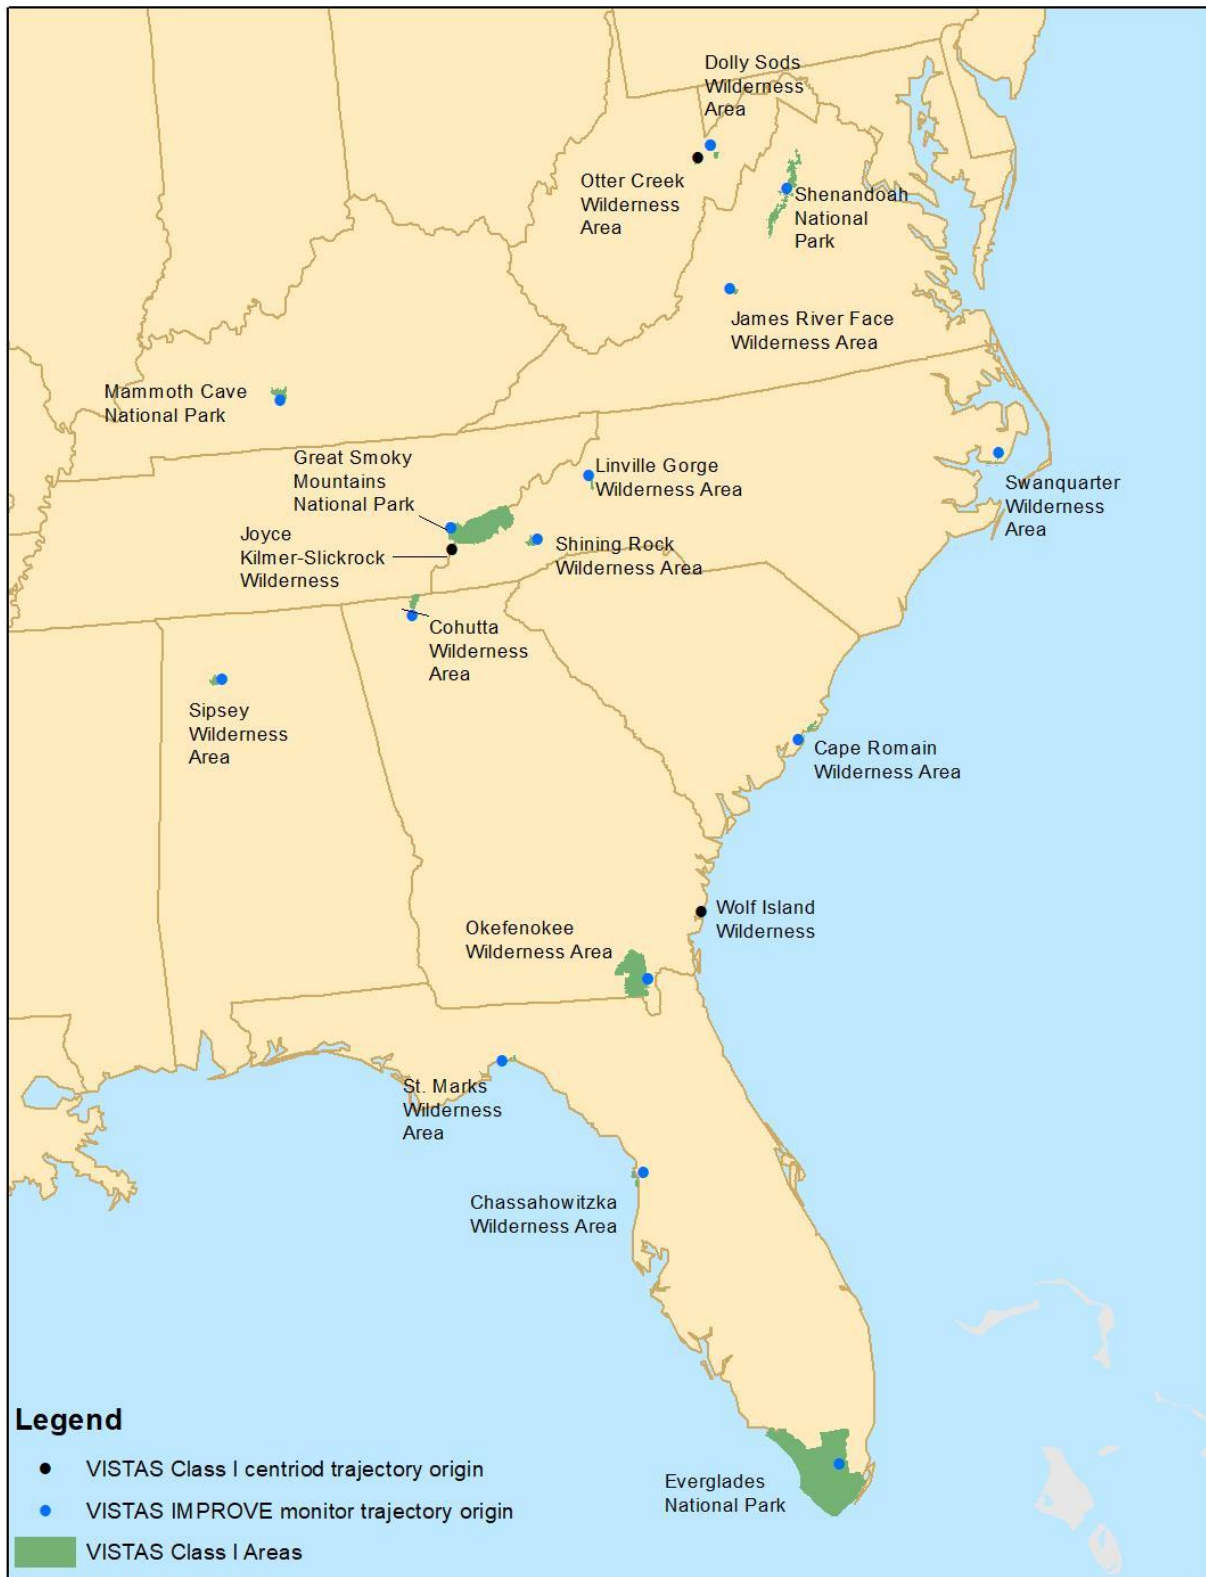 Dolly Sods
Wilderness
Area
Otter Creek
Wilderness
Area
Shenandoah
National
Park
James River Face
Wilderness Area
Mammoth Cave
National Park
Great Smoky
Mountains
National Park
Linville Gorge
Wilderness Area
Swanquarter
Wilderness
Area
Joyce
Kilmer-Slickrock
Wilderness
Shining Rock
Wilderness Area
Cohutta
Wilderness
Area
Sipsey
Wilderness
Area
Cape Romain
Wilderness Area
Wolf Island
Wilderness
Okefenokee
Wilderness Area
St. Marks
Wilderness
Area
Chassahowitzka
Wilderness Area
Everglades
National Park
Legend
VISTAS Class I centriod trajectory origin
VISTAS IMPROVE monitor trajectory origin
VISTAS Class I Areas